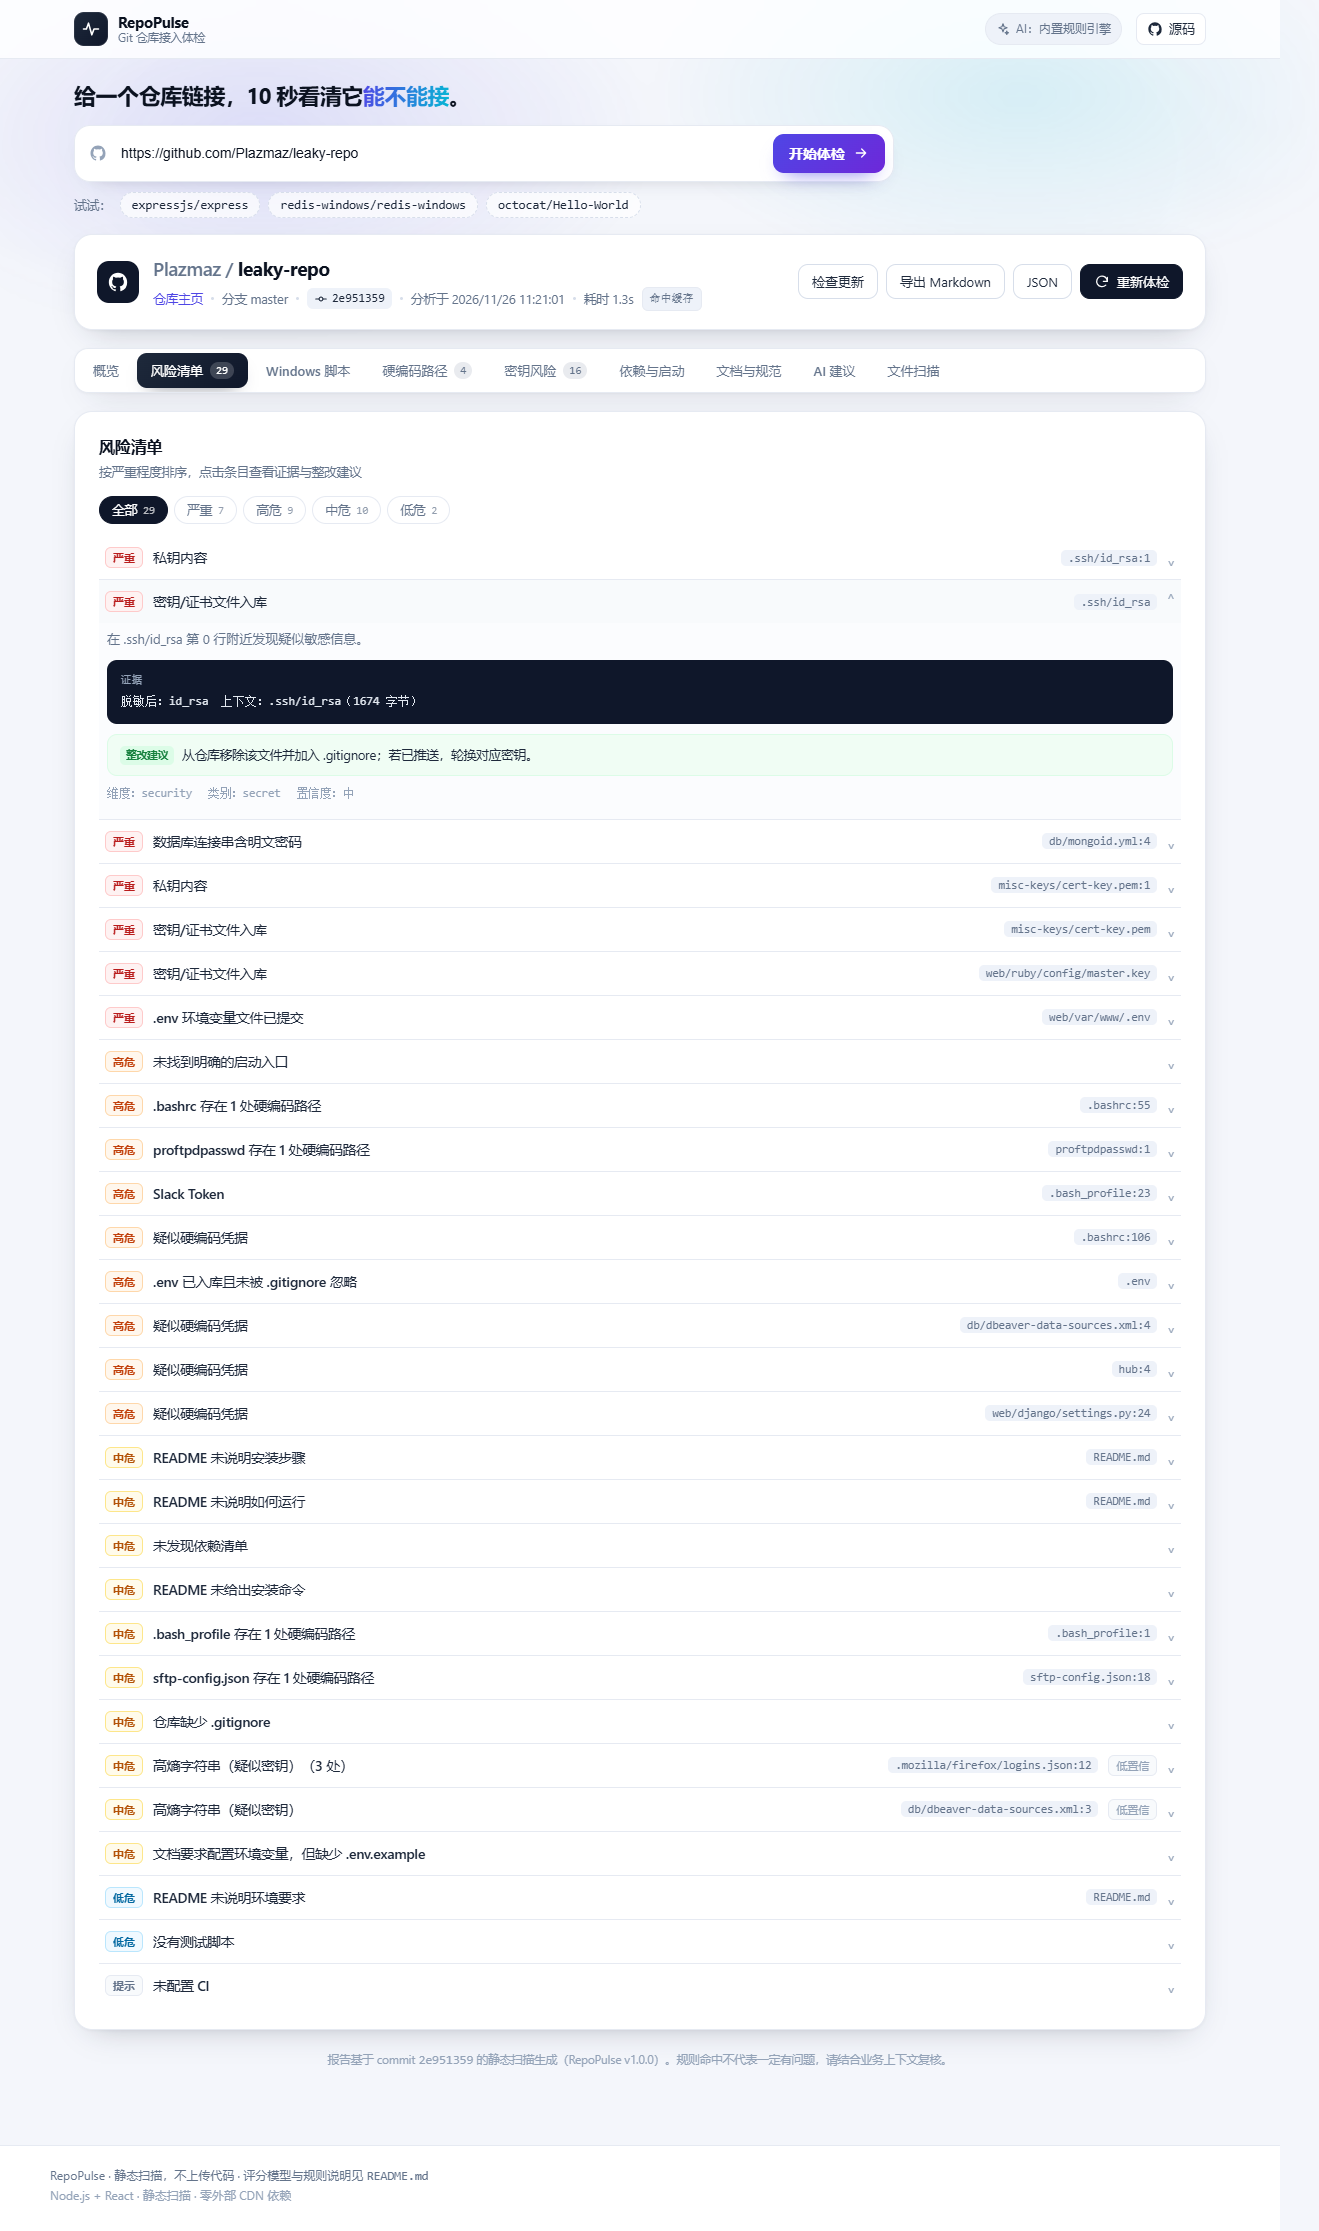 RepoPulse
Git 仓库接入体检
AI：内置规则引擎
源码
给一个仓库链接，10 秒看清它能不能接。
https://github.com/Plazmaz/leaky-repo
开始体检 →
试试：
expressjs/express
redis-windows/redis-windows
octocat/Hello-World
Plazmaz / leaky-repo
仓库主页 · 分支 master · 2e951359 · 分析于 2026/11/26 11:21:01 · 耗时 1.3s 命中缓存
检查更新
导出 Markdown
JSON
重新体检
概览
风险清单 29
Windows 脚本
硬编码路径 4
密钥风险 16
依赖与启动
文档与规范
AI 建议
文件扫描
风险清单
按严重程度排序，点击条目查看证据与整改建议
全部 29
严重 7
高危 9
中危 10
低危 2
严重 私钥内容 .ssh/id_rsa:1
严重 密钥/证书文件入库 .ssh/id_rsa
在 .ssh/id_rsa 第 0 行附近发现疑似敏感信息。
证据
脱敏后：id_rsa 上下文：.ssh/id_rsa（1674 字节）
整改建议 从仓库移除该文件并加入 .gitignore；若已推送，轮换对应密钥。
维度：security 类别：secret 置信度：中
严重 数据库连接串含明文密码 db/mongoid.yml:4
严重 私钥内容 misc-keys/cert-key.pem:1
严重 密钥/证书文件入库 misc-keys/cert-key.pem
严重 密钥/证书文件入库 web/ruby/config/master.key
严重 .env 环境变量文件已提交 web/var/www/.env
高危 未找到明确的启动入口
高危 .bashrc 存在 1 处硬编码路径 .bashrc:55
高危 proftpdpasswd 存在 1 处硬编码路径 proftpdpasswd:1
高危 Slack Token .bash_profile:23
高危 疑似硬编码凭据 .bashrc:106
高危 .env 已入库且未被 .gitignore 忽略 .env
高危 疑似硬编码凭据 db/dbeaver-data-sources.xml:4
高危 疑似硬编码凭据 hub:4
高危 疑似硬编码凭据 web/django/settings.py:24
中危 README 未说明安装步骤 README.md
中危 README 未说明如何运行 README.md
中危 未发现依赖清单
中危 README 未给出安装命令
中危 .bash_profile 存在 1 处硬编码路径 .bash_profile:1
中危 sftp-config.json 存在 1 处硬编码路径 sftp-config.json:18
中危 仓库缺少 .gitignore
中危 高熵字符串（疑似密钥）（3 处） .mozilla/firefox/logins.json:12 低置信
中危 高熵字符串（疑似密钥） db/dbeaver-data-sources.xml:3 低置信
中危 文档要求配置环境变量，但缺少 .env.example
低危 README 未说明环境要求 README.md
低危 没有测试脚本
提示 未配置 CI
报告基于 commit 2e951359 的静态扫描生成（RepoPulse v1.0.0）。规则命中不代表一定有问题，请结合业务上下文复核。
RepoPulse · 静态扫描，不上传代码 · 评分模型与规则说明见 README.md
Node.js + React · 静态扫描 · 零外部 CDN 依赖